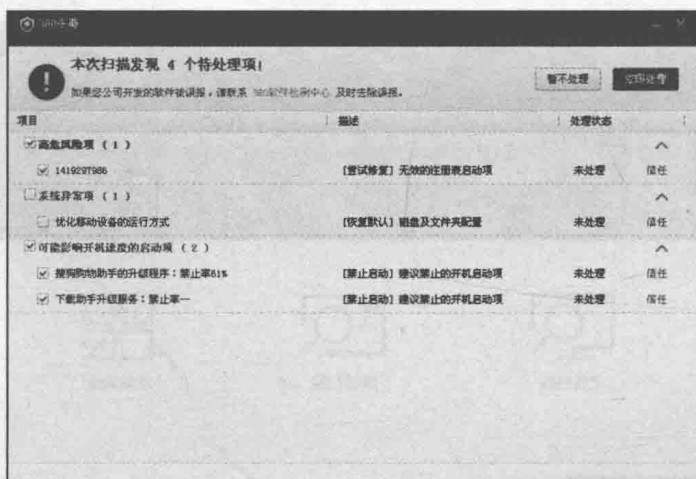 360杀毒
本次扫描发现 4 个待处理项!
如果您公司开发的软件被误报,请联系 360软件检测中心 及时去除误报。
暂不处理 立即处理
项目 描述 处理状态
高危风险项 ( 1 )
1419297986 [尝试修复] 无效的注册表启动项 未处理 信任
系统异常项 ( 1 )
优化移动设备的运行方式 [恢复默认] 磁盘及文件夹配置 未处理 信任
可能影响开机速度的启动项 ( 2 )
搜狗购物助手的升级程序:禁止率61% [禁止启动] 建议禁止的开机启动项 未处理 信任
下载助手升级服务:禁止率一 [禁止启动] 建议禁止的开机启动项 未处理 信任